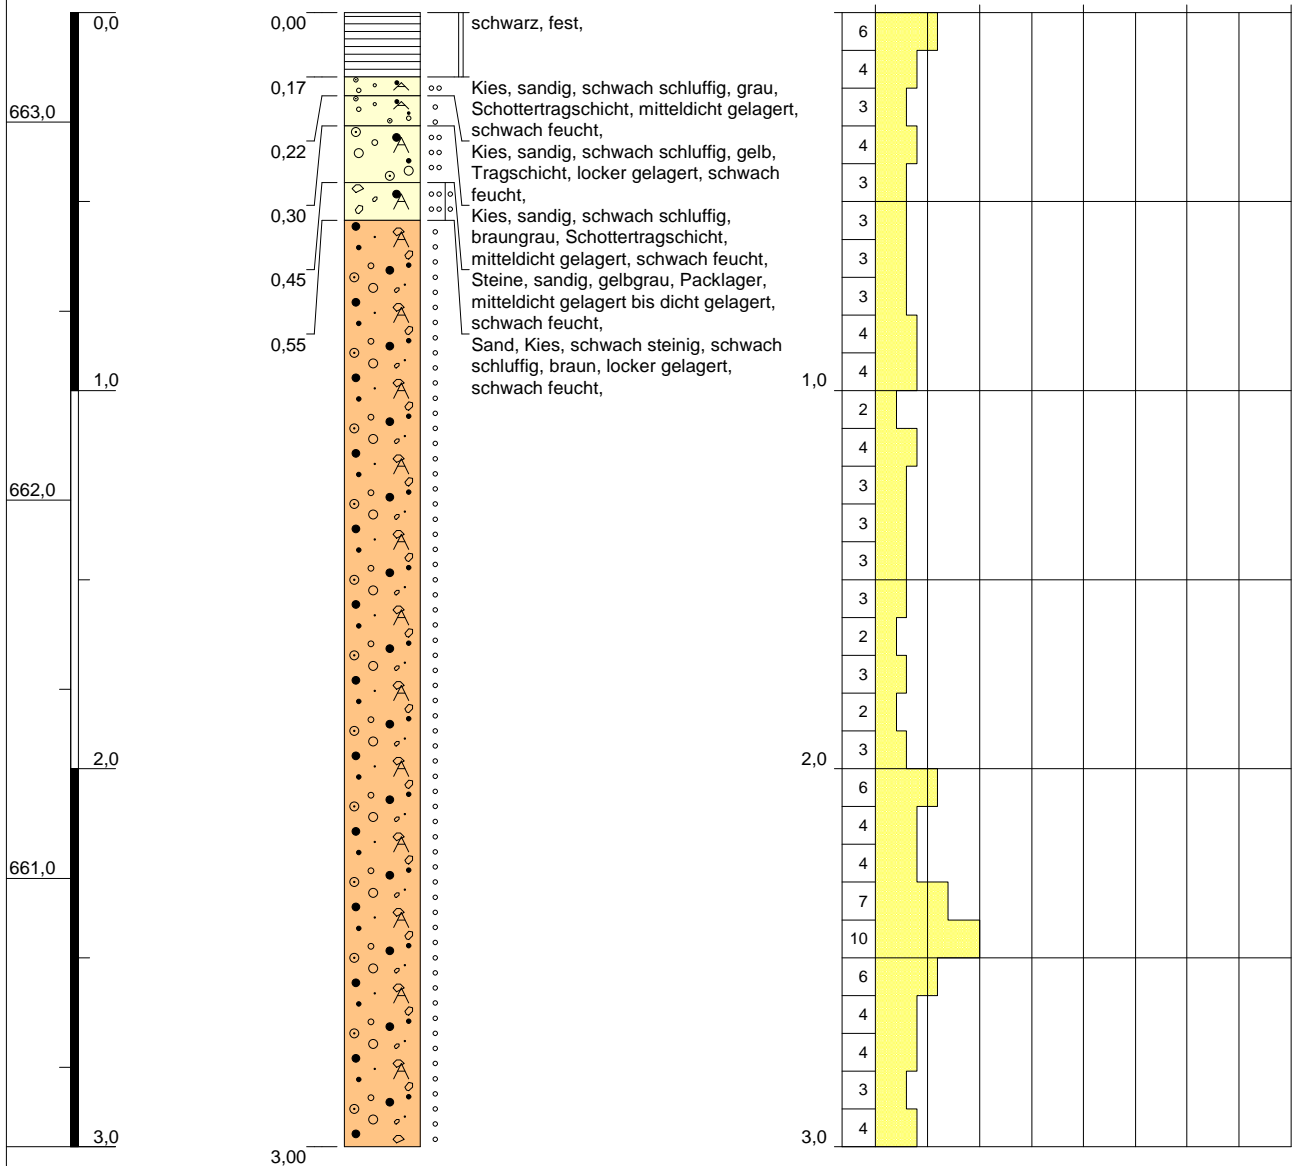 0,0
1,0
2,0
3,0
663,0
662,0
661,0
0,00
0,17
0,22
0,30
0,45
0,55
3,00
schwarz, fest,
Kies, sandig, schwach schluffig, grau,
Schottertragschicht, mitteldicht gelagert,
schwach feucht,
Kies, sandig, schwach schluffig, gelb,
Tragschicht, locker gelagert, schwach
feucht,
Kies, sandig, schwach schluffig,
braungrau, Schottertragschicht,
mitteldicht gelagert, schwach feucht,
Steine, sandig, gelbgrau, Packlager,
mitteldicht gelagert bis dicht gelagert,
schwach feucht,
Sand, Kies, schwach steinig, schwach
schluffig, braun, locker gelagert,
schwach feucht,
1,0
2,0
3,0
6
4
3
4
3
3
3
3
4
4
2
4
3
3
3
3
2
3
2
3
6
4
4
7
10
6
4
4
3
4